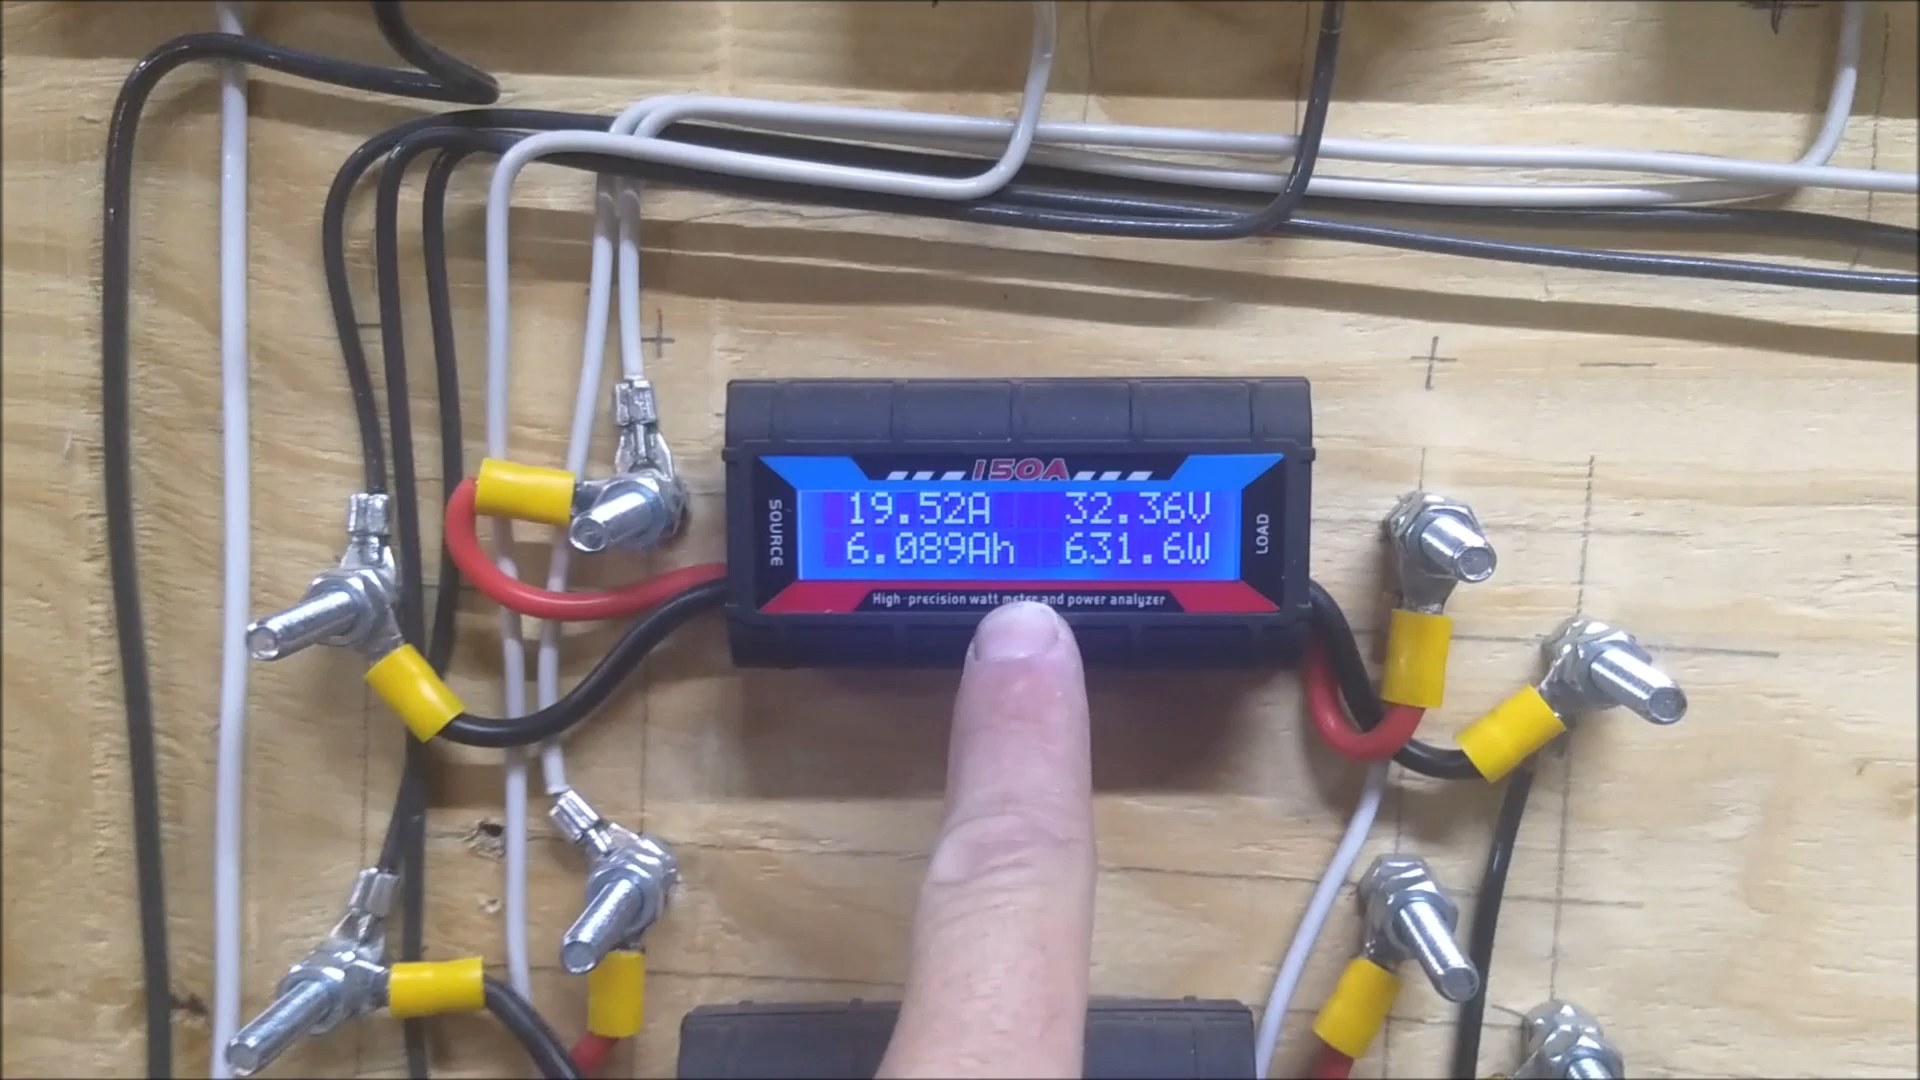 150A
SOURCE
19.52A 32.36V
6.089Ah 631.6W
LOAD
High-precision watt meter and power analyzer